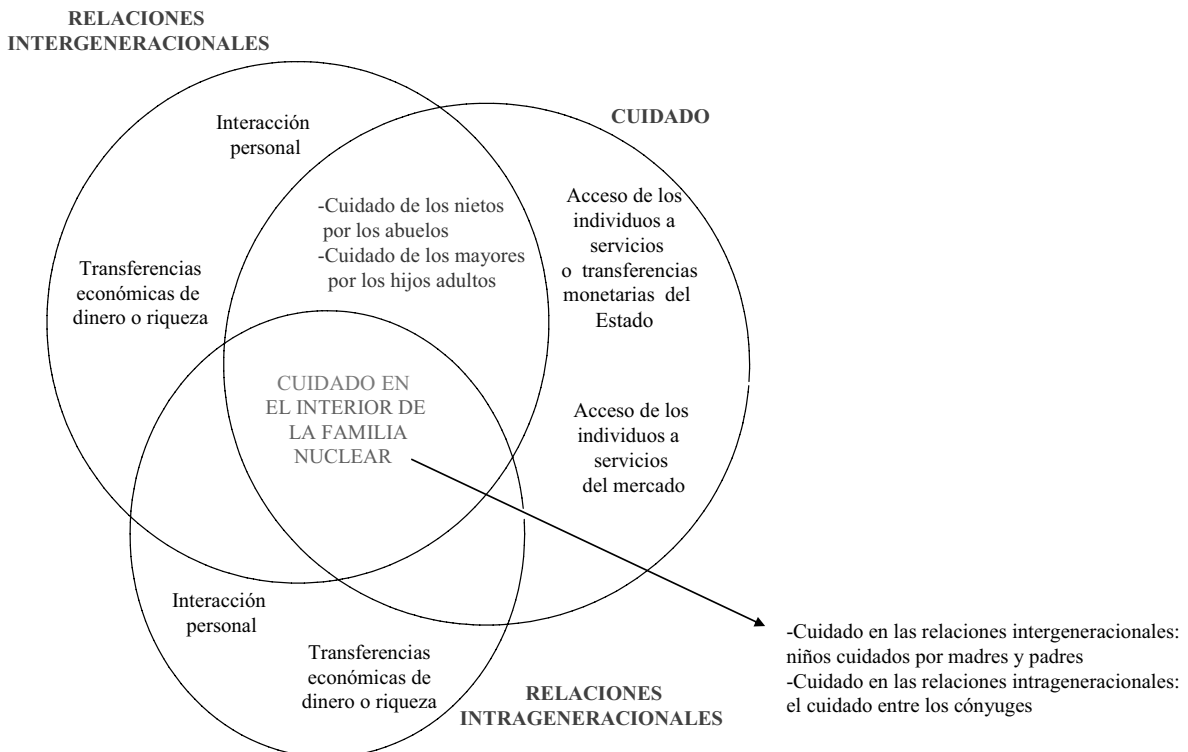 RELACIONES
INTERGENERACIONALES
CUIDADO
Interacción
personal
-Cuidado de los nietos
por los abuelos
-Cuidado de los mayores
por los hijos adultos
Acceso de los
individuos a
servicios
o transferencias
monetarias del
Estado
Transferencias
económicas de
dinero o riqueza
CUIDADO EN
EL INTERIOR DE
LA FAMILIA
NUCLEAR
Acceso de los
individuos a
servicios
del mercado
Interacción
personal
Transferencias
económicas de
dinero o riqueza
RELACIONES
INTRAGENERACIONALES
-Cuidado en las relaciones intergeneracionales:
niños cuidados por madres y padres
-Cuidado en las relaciones intrageneracionales:
el cuidado entre los cónyuges